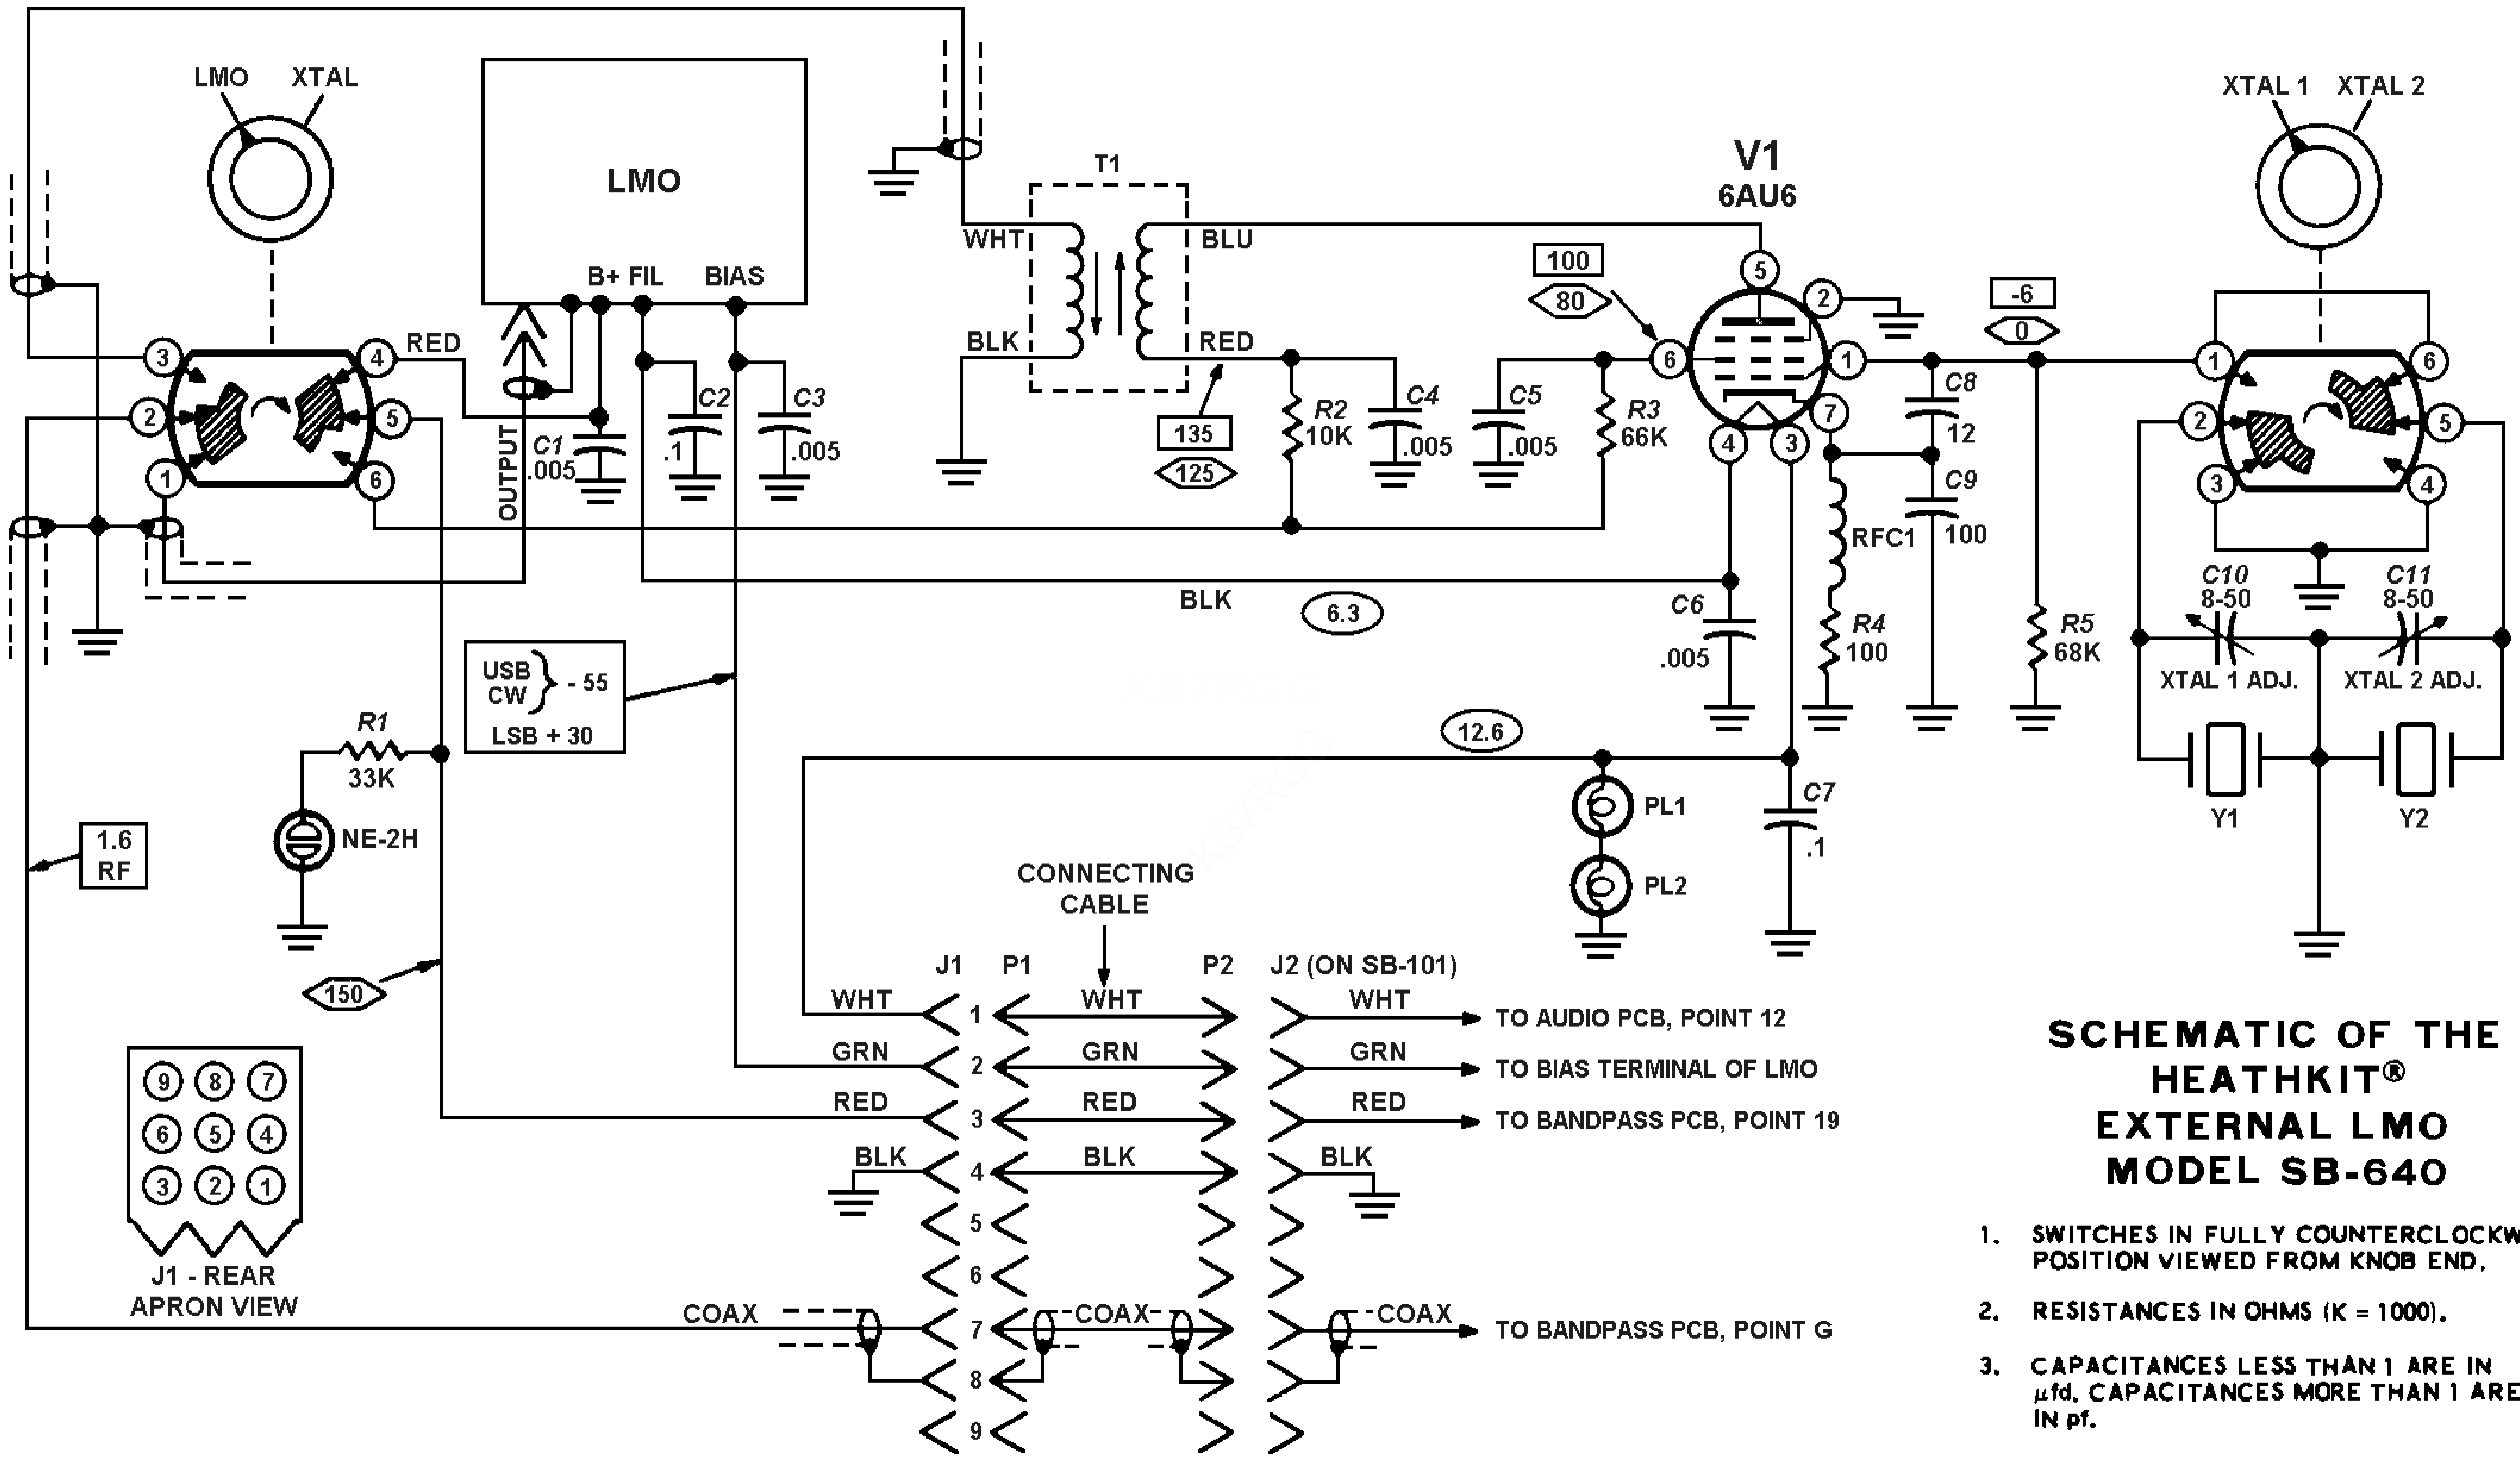 LMO XTAL
LMO
B+ FIL BIAS
RED
OUTPUT
3
2
1
4
5
6
C1
.005
C2
.1
C3
.005
T1
WHT
BLK
BLU
RED
135
125
R2
10K
C4
.005
C5
.005
R3
66K
100
80
V1
6AU6
5
2
6
1
7
4
3
-6
0
C8
12
C9
100
RFC1
R4
100
R5
68K
C6
.005
BLK
6.3
XTAL 1 XTAL 2
1
2
3
6
5
4
C10
8-50
C11
8-50
XTAL 1 ADJ. XTAL 2 ADJ.
Y1 Y2
USB
CW
- 55
LSB + 30
R1
33K
NE-2H
1.6
RF
150
12.6
PL1
PL2
C7
.1
CONNECTING
CABLE
J1 P1 P2 J2 (ON SB-101)
WHT 1 WHT WHT TO AUDIO PCB, POINT 12
GRN 2 GRN GRN TO BIAS TERMINAL OF LMO
RED 3 RED RED TO BANDPASS PCB, POINT 19
BLK 4 BLK BLK
5
6
COAX 7 COAX COAX TO BANDPASS PCB, POINT G
8
9
9 8 7
6 5 4
3 2 1
J1 - REAR
APRON VIEW
KB7RGG
SCHEMATIC OF THE
HEATHKIT®
EXTERNAL LMO
MODEL SB-640
1. SWITCHES IN FULLY COUNTERCLOCKW
POSITION VIEWED FROM KNOB END.
2. RESISTANCES IN OHMS (K = 1000).
3. CAPACITANCES LESS THAN 1 ARE IN
µfd. CAPACITANCES MORE THAN 1 ARE
IN pf.